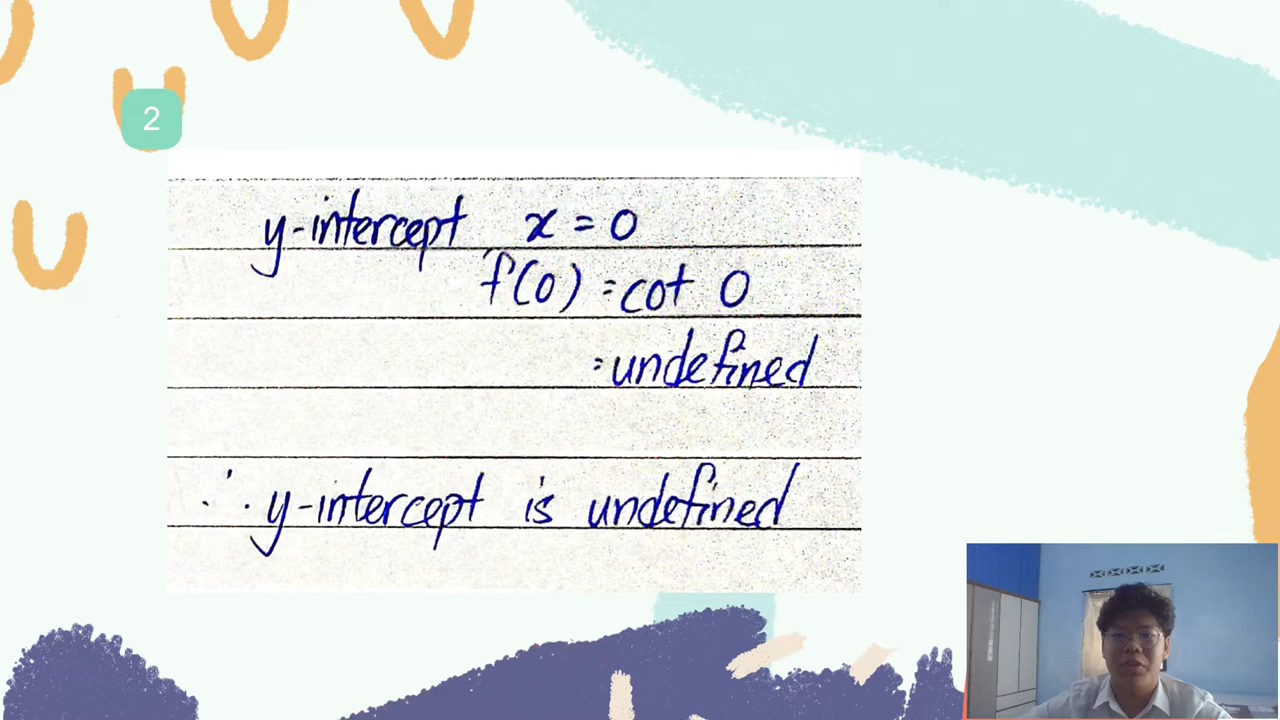 2
y-intercept x = 0
f(0) = cot 0
= undefined
∴ y-intercept is undefined